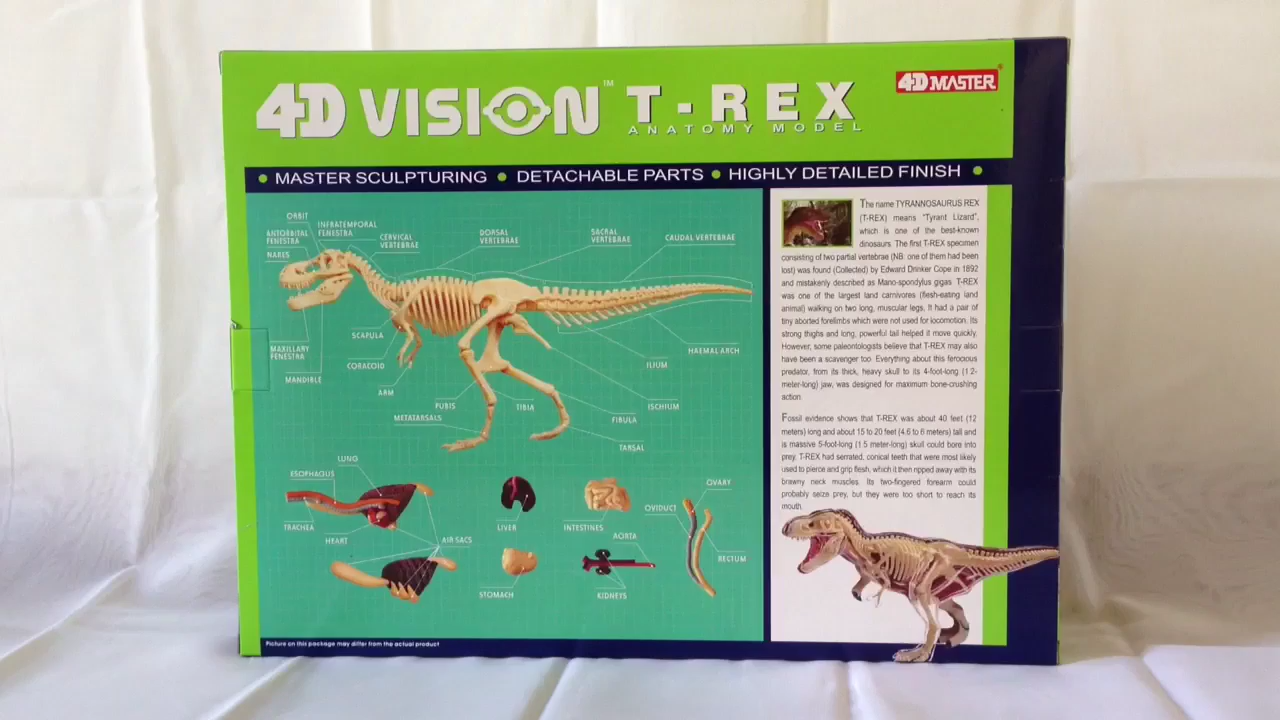 4D VISION™ T-REX
ANATOMY MODEL
4D MASTER
MASTER SCULPTURING • DETACHABLE PARTS • HIGHLY DETAILED FINISH
ORBIT
ANTORBITAL
FENESTRA
NARES
INFRATEMPORAL
FENESTRA
CERVICAL
VERTEBRAE
DORSAL
VERTEBRAE
SACRAL
VERTEBRAE
CAUDAL VERTEBRAE
SCAPULA
CORACOID
ARM
MAXILLARY
FENESTRA
MANDIBLE
PUBIS
METATARSALS
TIBIA
FIBULA
TARSAL
ISCHIUM
ILIUM
HAEMAL ARCH
LUNG
ESOPHAGUS
TRACHEA
HEART
AIR SACS
LIVER
STOMACH
INTESTINES
AORTA
KIDNEYS
OVARY
OVIDUCT
RECTUM
Picture on this package may differ from the actual product
The name TYRANNOSAURUS REX
(T-REX) means "Tyrant Lizard",
which is one of the best-known
dinosaurs. The first T-REX specimen
consisting of two partial vertebrae (NB: one of them had been
lost) was found (Collected) by Edward Drinker Cope in 1892
and mistakenly described as Mano-spondylus gigas T-REX
was one of the largest land carnivores (flesh-eating land
animal) walking on two long, muscular legs. It had a pair of
tiny aborted forelimbs which were not used for locomotion. Its
strong thighs and long, powerful tail helped it move quickly.
However, some paleontologists believe that T-REX may also
have been a scavenger too. Everything about this ferocious
predator, from its thick, heavy skull to its 4-foot-long (1.2-
meter-long) jaw, was designed for maximum bone-crushing
action.
Fossil evidence shows that T-REX was about 40 feet (12
meters) long and about 15 to 20 feet (4.6 to 6 meters) tall and
is massive 5-foot-long (1.5 meter-long) skull could bore into
prey. T-REX had serrated, conical teeth that were most likely
used to pierce and grip flesh, which it then ripped away with its
brawny neck muscles. Its two-fingered forearm could
probably seize prey, but they were too short to reach its
mouth.